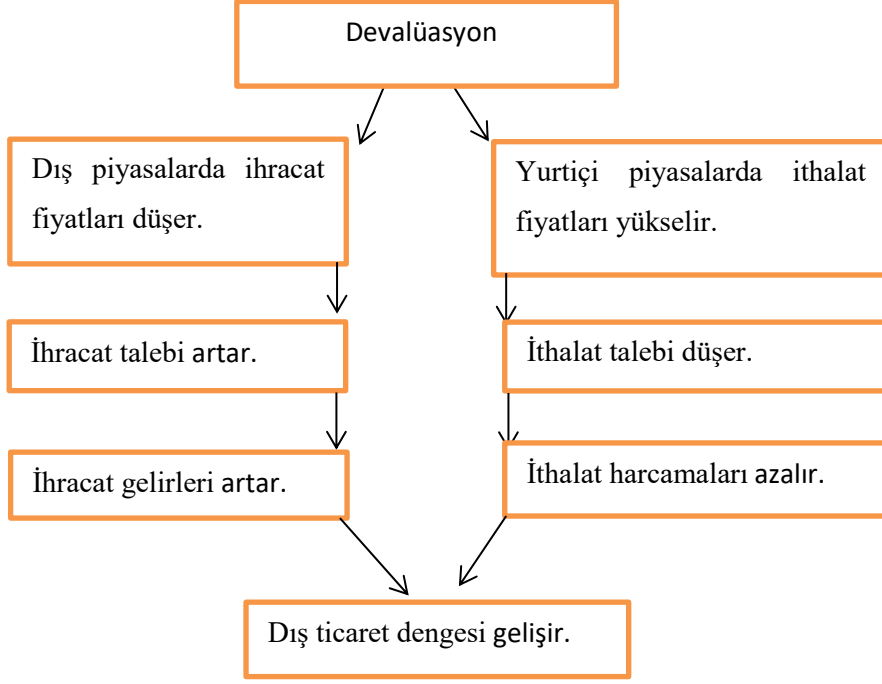 Devalüasyon
Dış piyasalarda ihracat
fiyatları düşer.
Yurtiçi piyasalarda ithalat
fiyatları yükselir.
İhracat talebi artar.
İthalat talebi düşer.
İhracat gelirleri artar.
İthalat harcamaları azalır.
Dış ticaret dengesi gelişir.